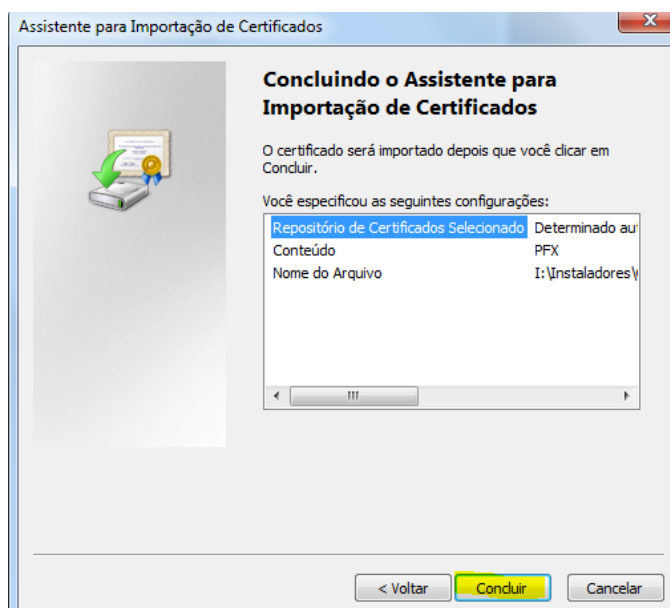 Assistente para Importação de Certificados
Concluindo o Assistente para
Importação de Certificados
O certificado será importado depois que você clicar em
Concluir.
Você especificou as seguintes configurações:
Repositório de Certificados Selecionado Determinado
Conteúdo PFX
Nome do Arquivo I:\Instaladores\
< Voltar Concluir Cancelar